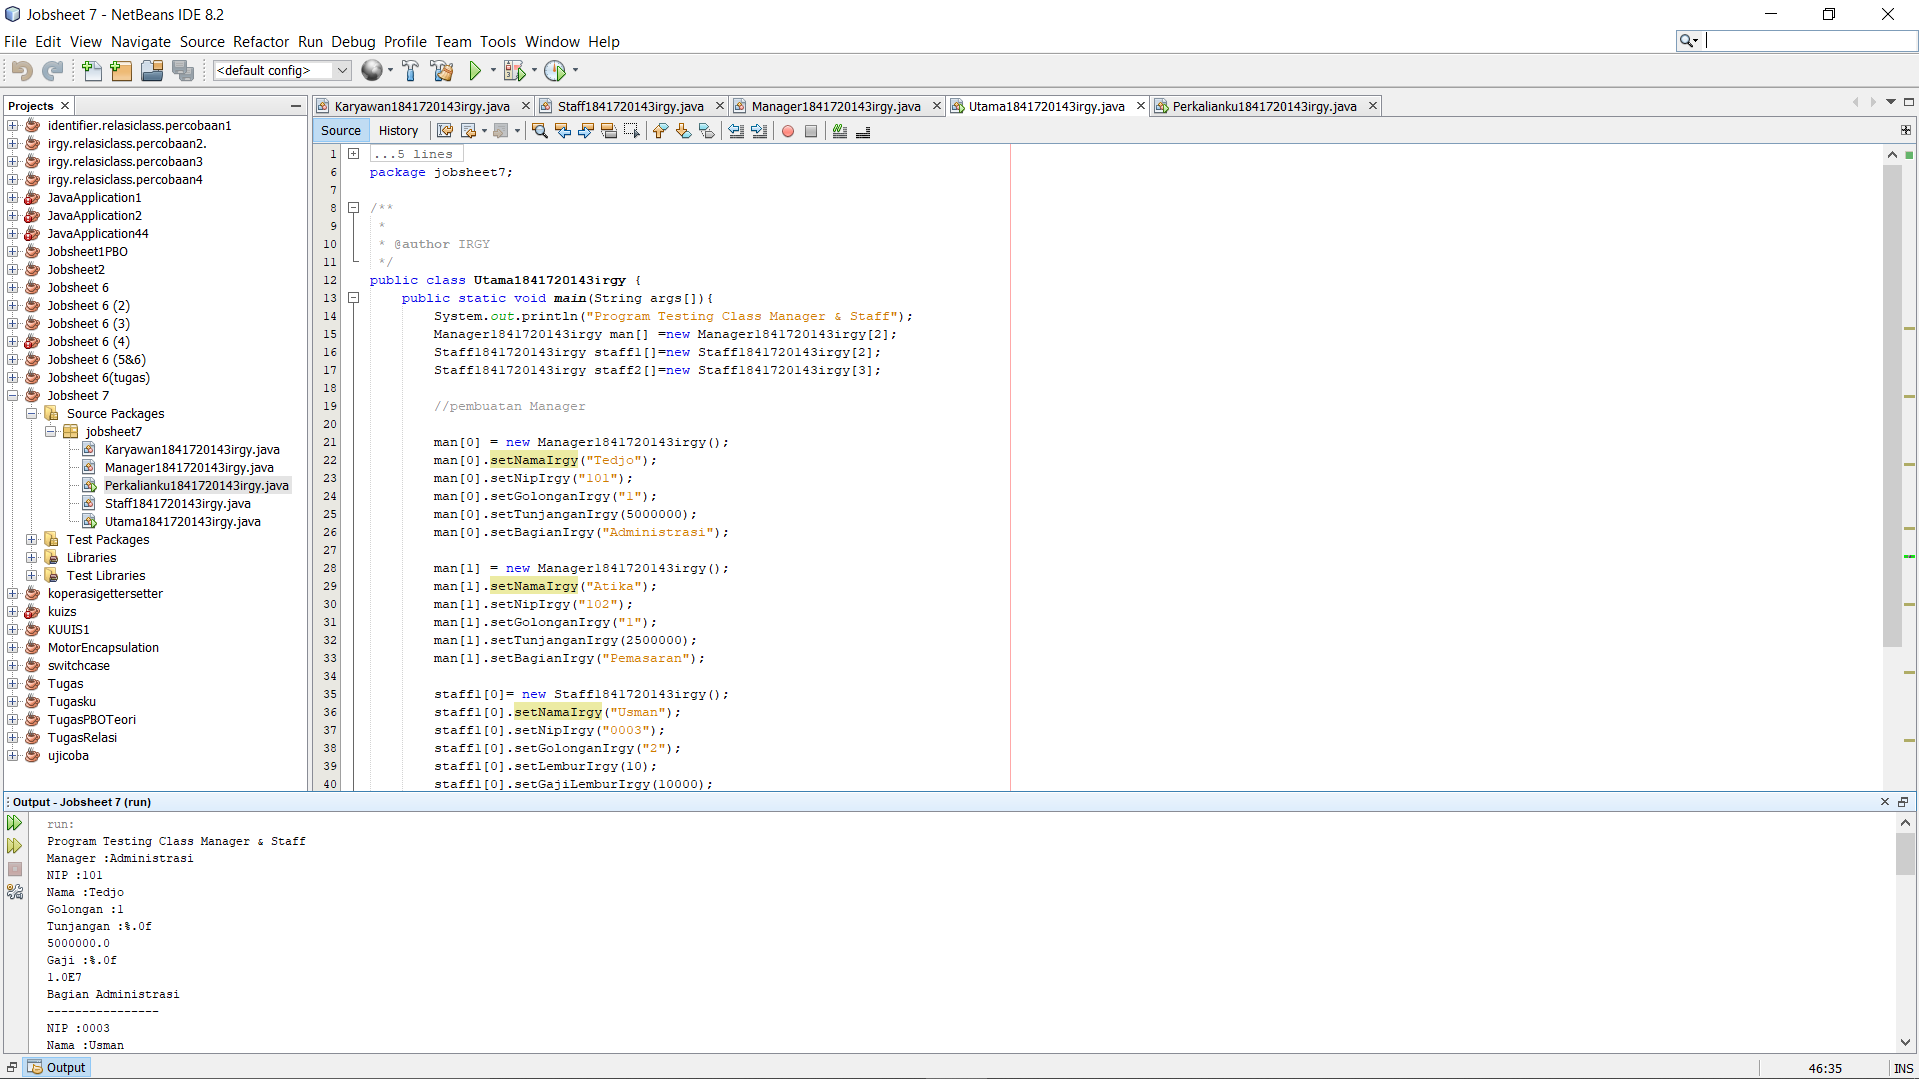 Jobsheet 7 - NetBeans IDE 8.2
File Edit View Navigate Source Refactor Run Debug Profile Team Tools Window Help
<default config>
Projects
identifier.relasiclass.percobaan1
irgy.relasiclass.percobaan2.
irgy.relasiclass.percobaan3
irgy.relasiclass.percobaan4
JavaApplication1
JavaApplication2
JavaApplication44
Jobsheet1PBO
Jobsheet2
Jobsheet 6
Jobsheet 6 (2)
Jobsheet 6 (3)
Jobsheet 6 (4)
Jobsheet 6 (5&6)
Jobsheet 6(tugas)
Jobsheet 7
Source Packages
jobsheet7
Karyawan1841720143irgy.java
Manager1841720143irgy.java
Perkalianku1841720143irgy.java
Staff1841720143irgy.java
Utama1841720143irgy.java
Test Packages
Libraries
Test Libraries
koperasigettersetter
kuizs
KUUIS1
MotorEncapsulation
switchcase
Tugas
Tugasku
TugasPBOTeori
TugasRelasi
ujicoba
Karyawan1841720143irgy.java Staff1841720143irgy.java Manager1841720143irgy.java Utama1841720143irgy.java Perkalianku1841720143irgy.java
Source History
1 ...5 lines
6 package jobsheet7;
7
8 /**
9 *
10 * @author IRGY
11 */
12 public class Utama1841720143irgy {
13 public static void main(String args[]){
14 System.out.println("Program Testing Class Manager & Staff");
15 Manager1841720143irgy man[] =new Manager1841720143irgy[2];
16 Staff1841720143irgy staff1[]=new Staff1841720143irgy[2];
17 Staff1841720143irgy staff2[]=new Staff1841720143irgy[3];
18
19 //pembuatan Manager
20
21 man[0] = new Manager1841720143irgy();
22 man[0].setNamaIrgy("Tedjo");
23 man[0].setNipIrgy("101");
24 man[0].setGolonganIrgy("1");
25 man[0].setTunjanganIrgy(5000000);
26 man[0].setBagianIrgy("Administrasi");
27
28 man[1] = new Manager1841720143irgy();
29 man[1].setNamaIrgy("Atika");
30 man[1].setNipIrgy("102");
31 man[1].setGolonganIrgy("1");
32 man[1].setTunjanganIrgy(2500000);
33 man[1].setBagianIrgy("Pemasaran");
34
35 staff1[0]= new Staff1841720143irgy();
36 staff1[0].setNamaIrgy("Usman");
37 staff1[0].setNipIrgy("0003");
38 staff1[0].setGolonganIrgy("2");
39 staff1[0].setLemburIrgy(10);
40 staff1[0].setGajiLemburIrgy(10000);
Output - Jobsheet 7 (run)
run:
Program Testing Class Manager & Staff
Manager :Administrasi
NIP :101
Nama :Tedjo
Golongan :1
Tunjangan :%.0f
5000000.0
Gaji :%.0f
1.0E7
Bagian Administrasi
----------------
NIP :0003
Nama :Usman
Output
46:35 INS